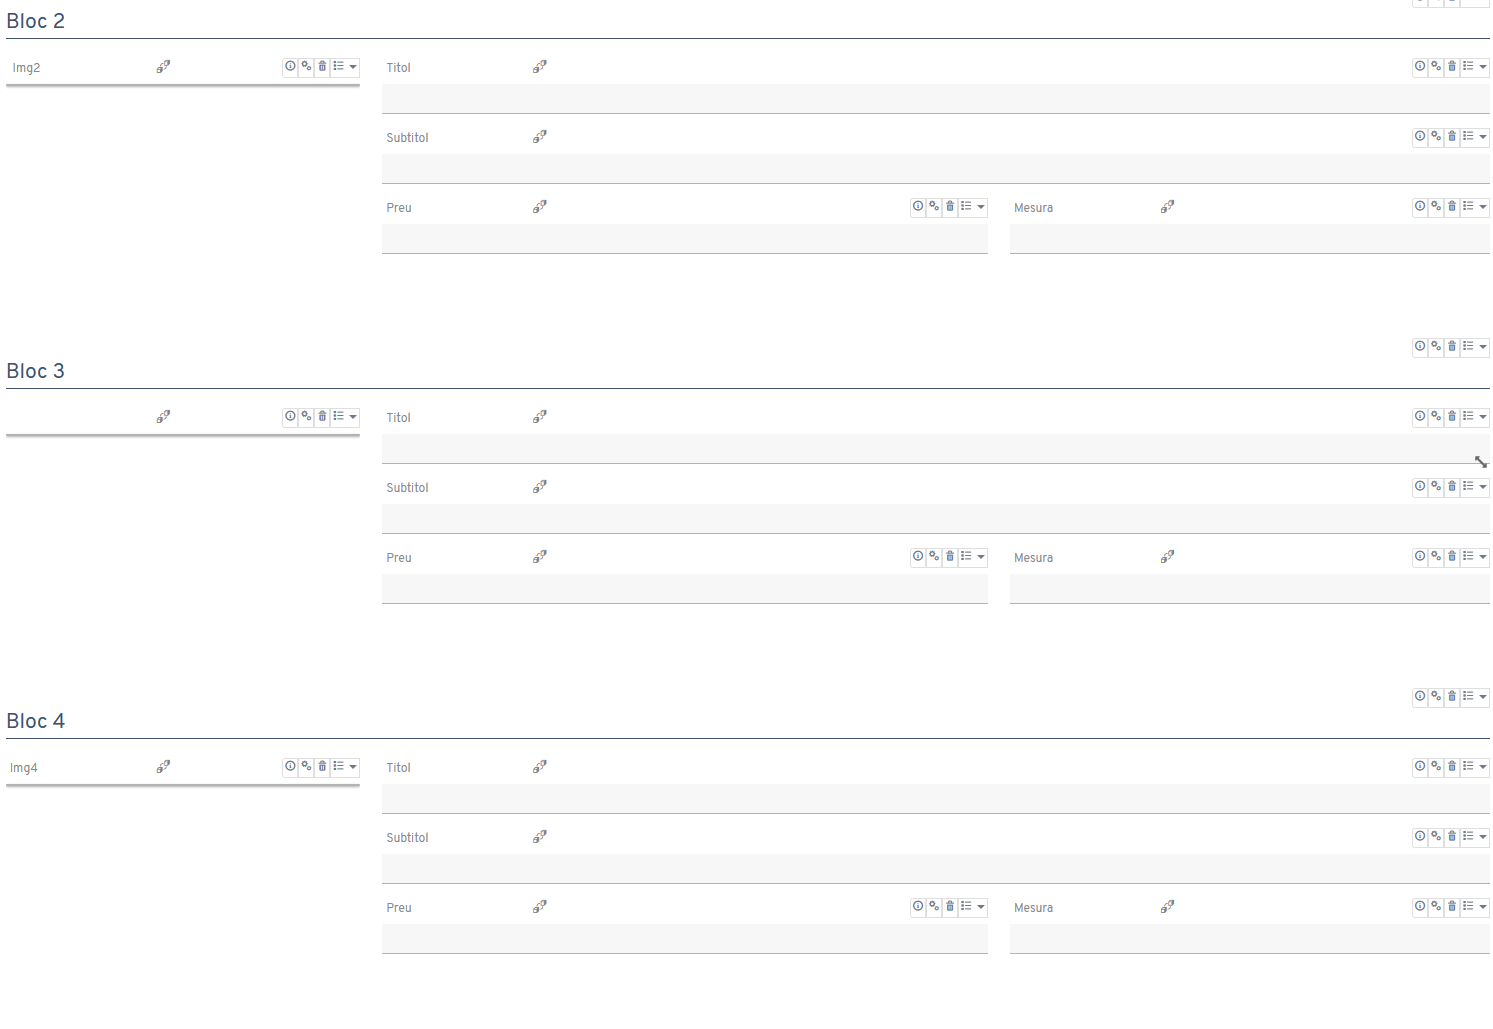 Bloc 2
Img2
Titol
Subtitol
Preu
Mesura
Bloc 3
Titol
Subtitol
Preu
Mesura
Bloc 4
Img4
Titol
Subtitol
Preu
Mesura